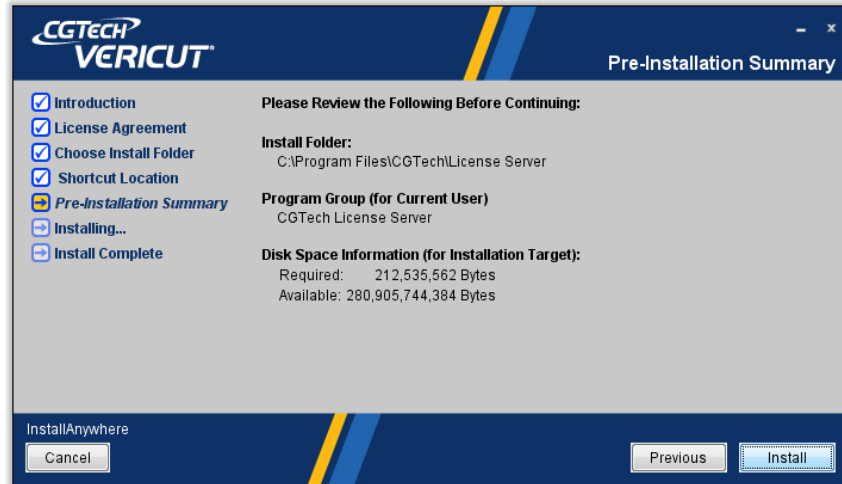 CGTECH
VERICUT®
Pre-Installation Summary
Introduction
License Agreement
Choose Install Folder
Shortcut Location
Pre-Installation Summary
Installing...
Install Complete
Please Review the Following Before Continuing:
Install Folder:
C:\Program Files\CGTech\License Server
Program Group (for Current User)
CGTech License Server
Disk Space Information (for Installation Target):
Required: 212,535,562 Bytes
Available: 280,905,744,384 Bytes
InstallAnywhere
Cancel
Previous
Install